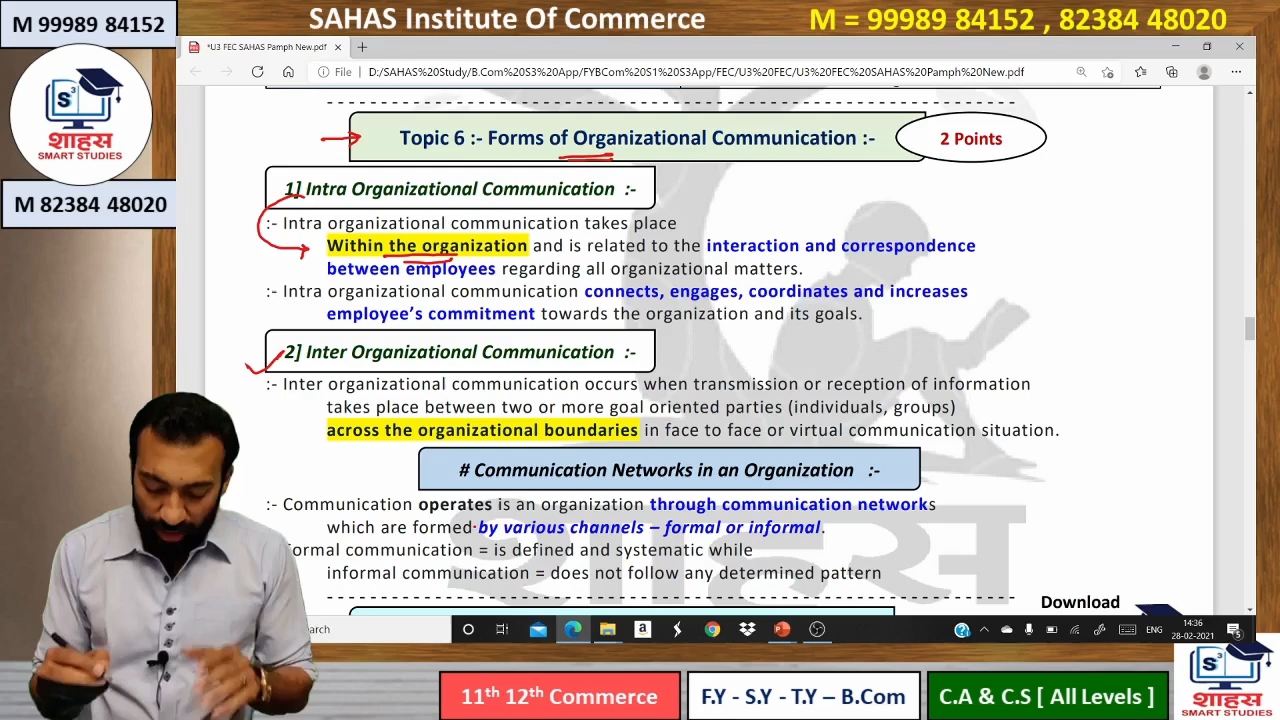 M 99989 84152
SAHAS Institute Of Commerce
M = 99989 84152 , 82384 48020
S³
शाहस
SMART STUDIES
M 82384 48020
*U3 FEC SAHAS Pamph New.pdf
File
D:/SAHAS%20Study/B.Com%20S3%20App/FYBCom%20S1%20S3App/FEC/U3%20FEC/U3%20FEC%20SAHAS%20Pamph%20New.pdf
Topic 6 :- Forms of Organizational Communication :-
2 Points
1] Intra Organizational Communication :-
:- Intra organizational communication takes place
Within the organization and is related to the interaction and correspondence
between employees regarding all organizational matters.
:- Intra organizational communication connects, engages, coordinates and increases
employee's commitment towards the organization and its goals.
2] Inter Organizational Communication :-
:- Inter organizational communication occurs when transmission or reception of information
takes place between two or more goal oriented parties (individuals, groups)
across the organizational boundaries in face to face or virtual communication situation.
# Communication Networks in an Organization :-
:- Communication operates is an organization through communication networks
which are formed by various channels – formal or informal.
formal communication = is defined and systematic while
informal communication = does not follow any determined pattern
शाहस
Download
arch
ENG
14:36
28-02-2021
5
S³
शाहस
SMART STUDIES
11th 12th Commerce
F.Y - S.Y - T.Y – B.Com
C.A & C.S [ All Levels ]